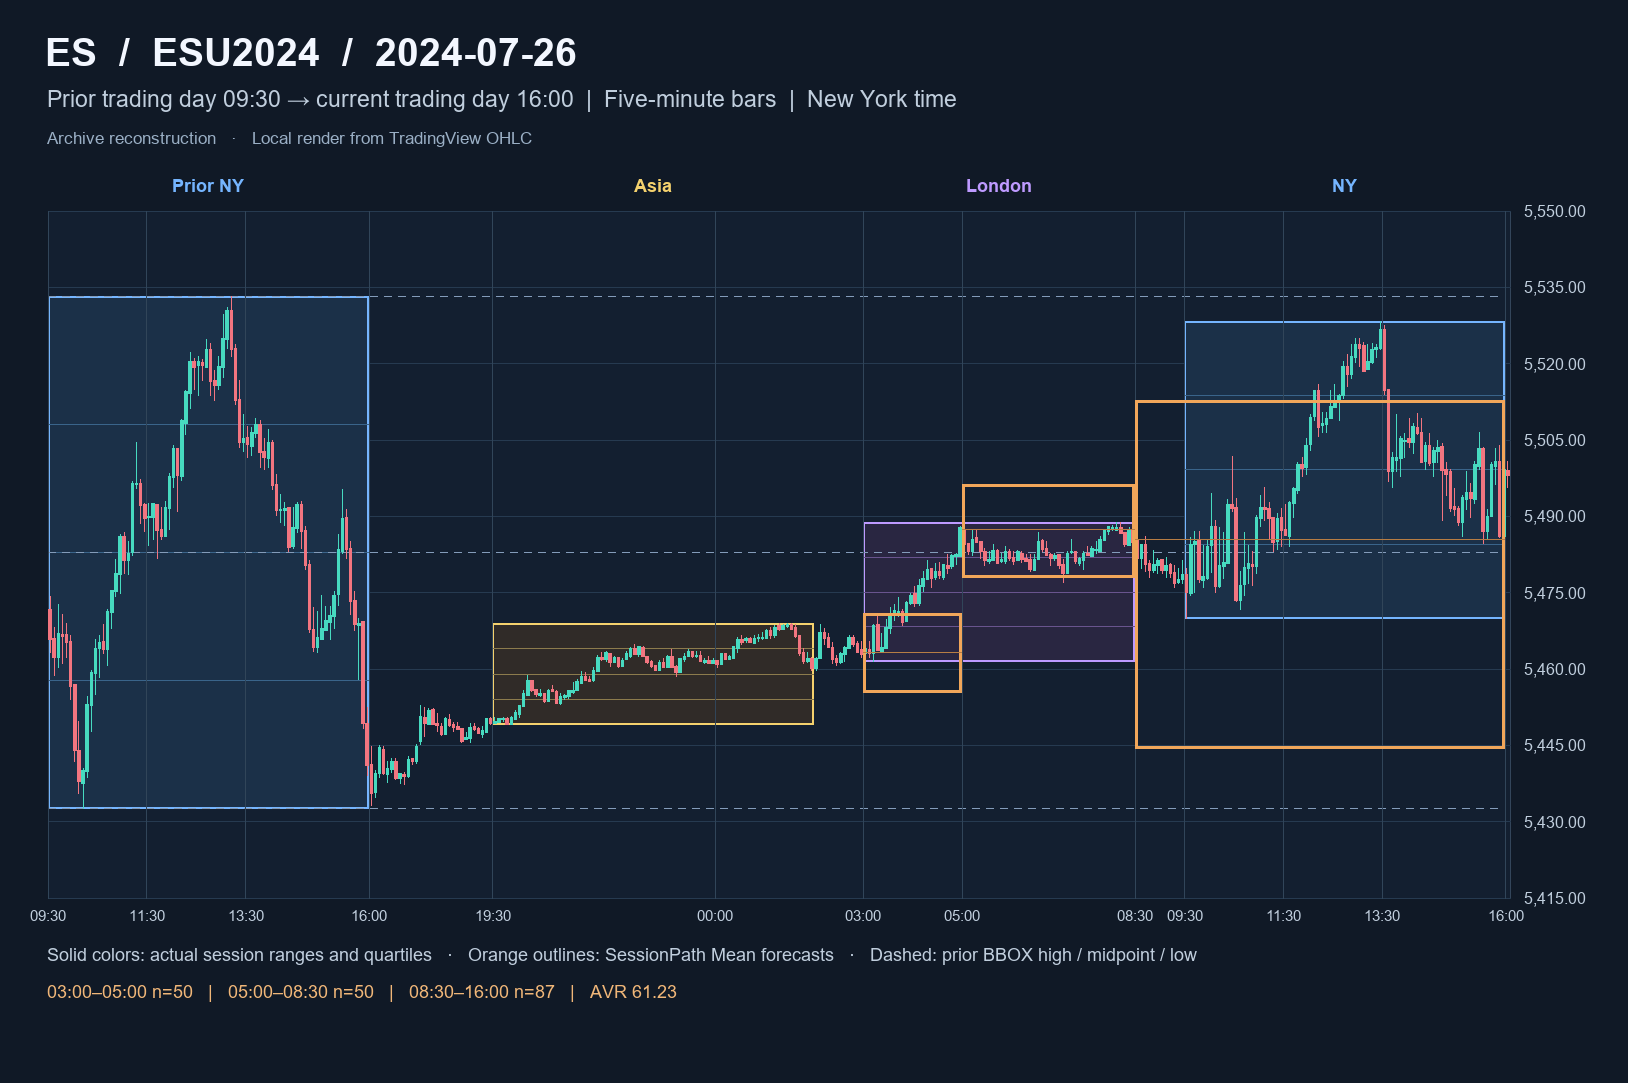 ES / ESU2024 / 2024-07-26
Prior trading day 09:30 → current trading day 16:00 | Five-minute bars | New York time
Archive reconstruction · Local render from TradingView OHLC
Prior NY Asia London NY
5,550.00
5,535.00
5,520.00
5,505.00
5,490.00
5,475.00
5,460.00
5,445.00
5,430.00
5,415.00
09:30 11:30 13:30 16:00 19:30 00:00 03:00 05:00 08:30 09:30 11:30 13:30 16:00
Solid colors: actual session ranges and quartiles · Orange outlines: SessionPath Mean forecasts · Dashed: prior BBOX high / midpoint / low
03:00–05:00 n=50 | 05:00–08:30 n=50 | 08:30–16:00 n=87 | AVR 61.23